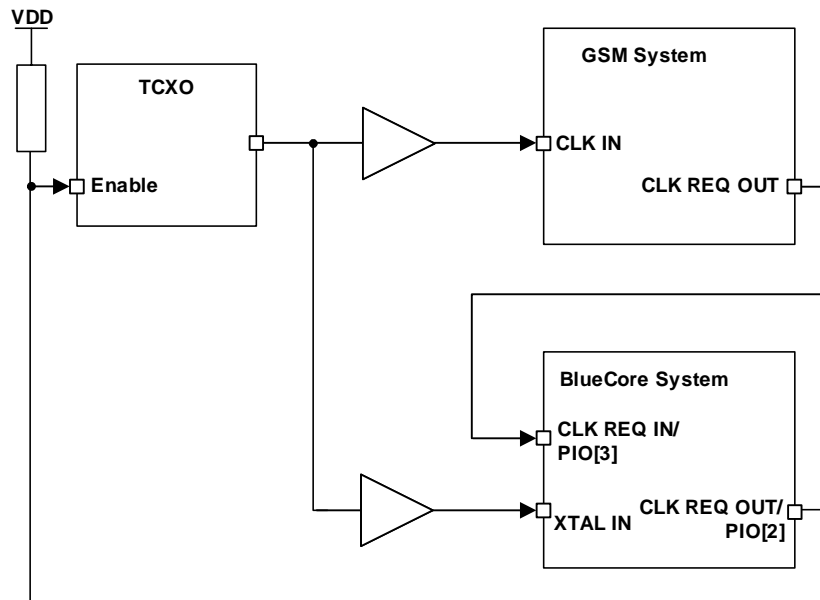 VDD
TCXO
Enable
GSM System
CLK IN
CLK REQ OUT
BlueCore System
CLK REQ IN/
PIO[3]
XTAL IN
CLK REQ OUT/
PIO[2]